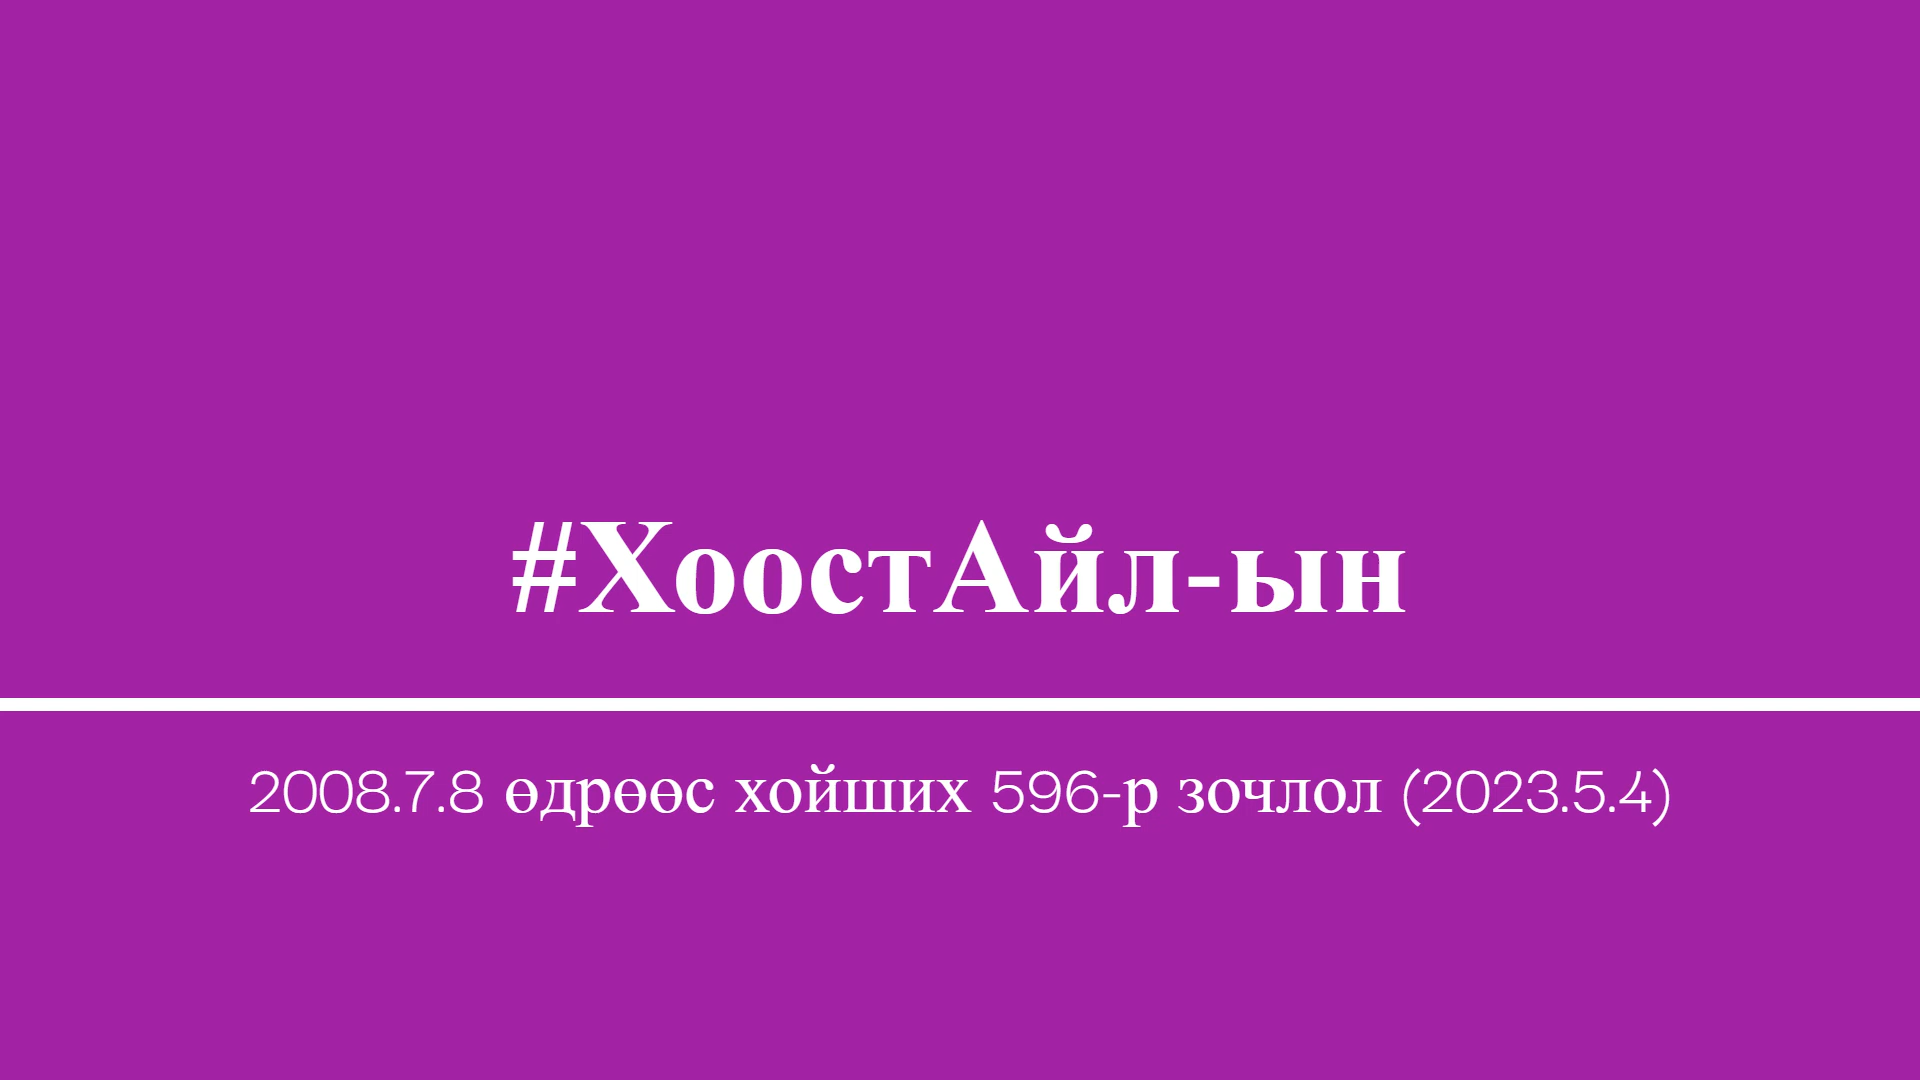 #ХоостАйл-ын
2008.7.8 өдрөөс хойших 596-р зочлол (2023.5.4)